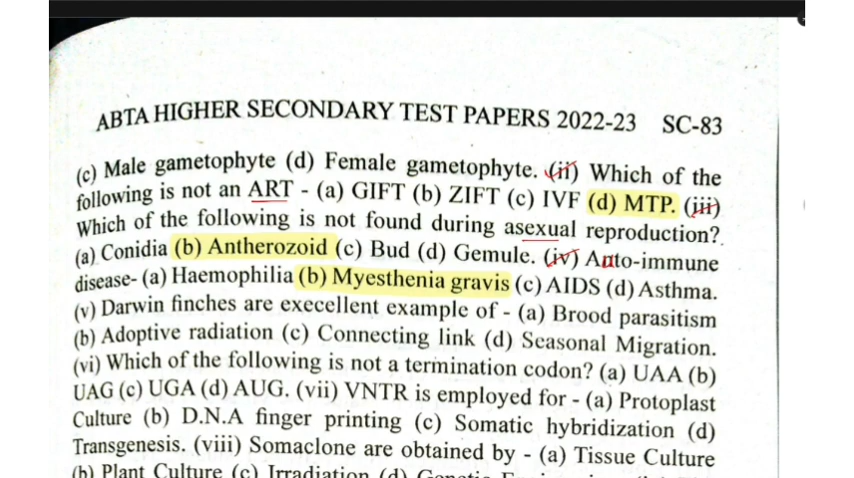 ABTA HIGHER SECONDARY TEST PAPERS 2022-23 SC-83
(c) Male gametophyte (d) Female gametophyte. (ii) Which of the
following is not an ART - (a) GIFT (b) ZIFT (c) IVF (d) MTP. (iii)
Which of the following is not found during asexual reproduction?
(a) Conidia (b) Antherozoid (c) Bud (d) Gemule. (iv) Auto-immune
disease- (a) Haemophilia (b) Myesthenia gravis (c) AIDS (d) Asthma.
(v) Darwin finches are execellent example of - (a) Brood parasitism
(b) Adoptive radiation (c) Connecting link (d) Seasonal Migration.
(vi) Which of the following is not a termination codon? (a) UAA (b)
UAG (c) UGA (d) AUG. (vii) VNTR is employed for - (a) Protoplast
Culture (b) D.N.A finger printing (c) Somatic hybridization (d)
Transgenesis. (viii) Somaclone are obtained by - (a) Tissue Culture
(b) Plant Culture (c) Irradiation (d) Genetic